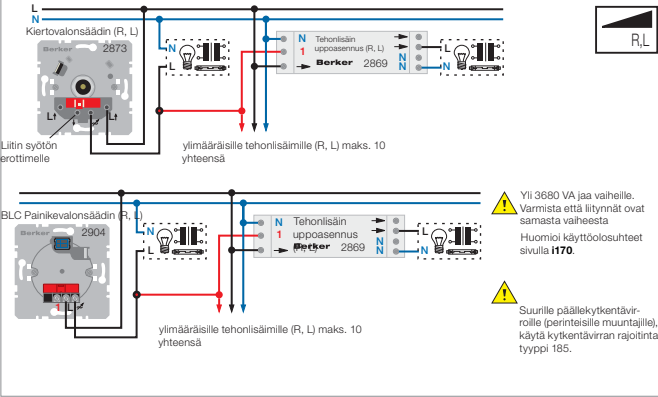 L
N
Kiertovalonsäädin (R, L)
Berker 2873
L↑ L↑
Liitin syötön
erottimelle
N
L
N Tehonlisäin
1 uppoasennus (R, L)
Berker 2869
N
N
L
N
L
N
ylimääräisille tehonlisäimille (R, L) maks. 10
yhteensä
R,L
BLC Painikevalonsäädin (R, L)
Berker 2904
1 L
N
L
N Tehonlisäin
1 uppoasennus
(R, L)
Berker 2869
N
N
L
N
ylimääräisille tehonlisäimille (R, L) maks. 10
yhteensä
Yli 3680 VA jaa vaiheille.
Varmista että liitynnät ovat
samasta vaiheesta
Huomioi käyttöolosuhteet
sivulla i170.
Suurille päällekytkentävir-
roille (perinteisille muuntajille),
käytä kytkentävirran rajoitinta
tyyppi 185.